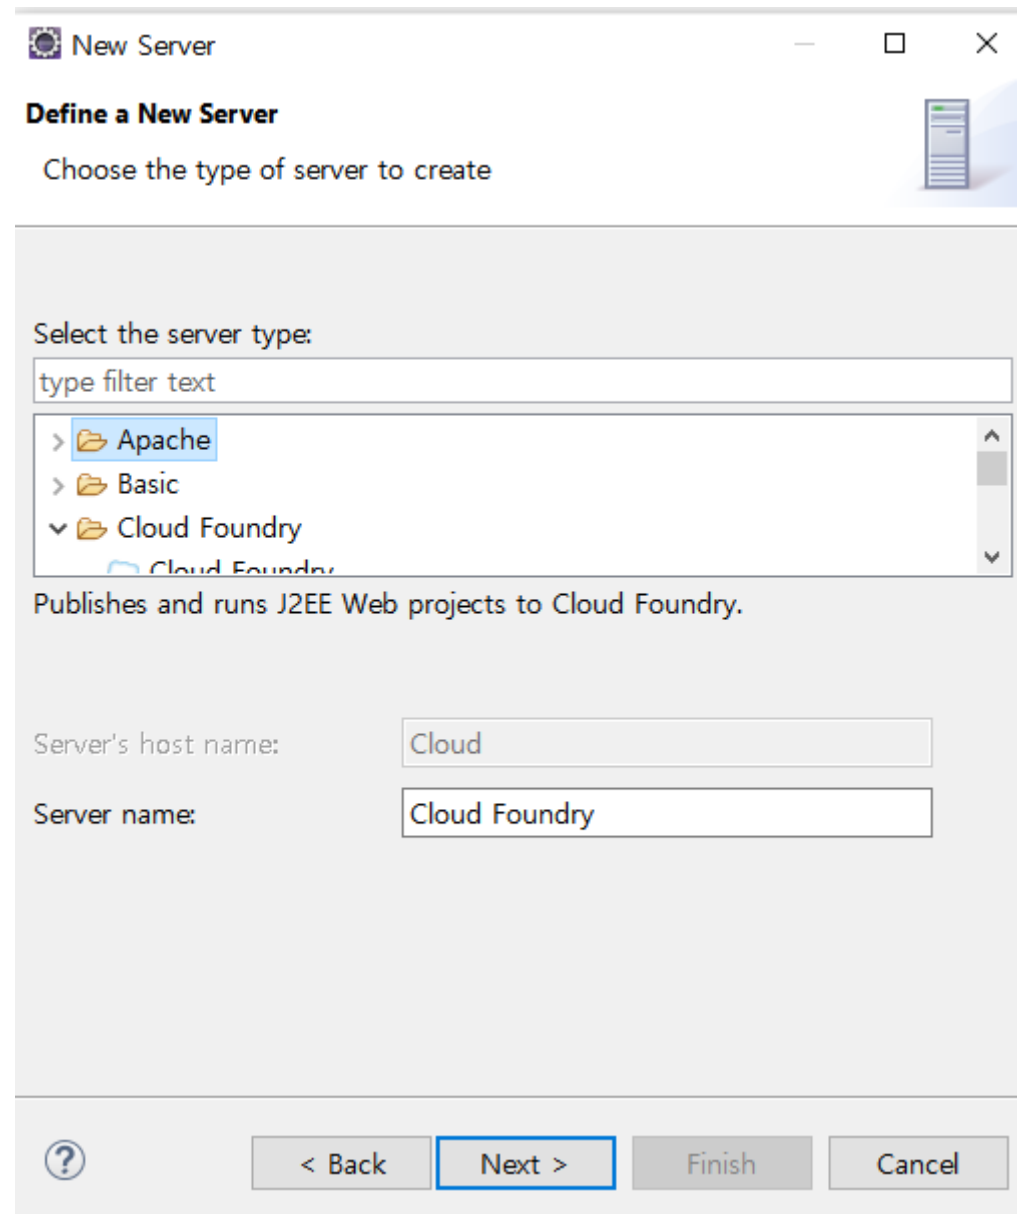 New Server
Define a New Server
Choose the type of server to create
Select the server type:
type filter text
Apache
Basic
Cloud Foundry
Cloud Foundry
Publishes and runs J2EE Web projects to Cloud Foundry.
Server's host name: Cloud
Server name: Cloud Foundry
? < Back Next > Finish Cancel